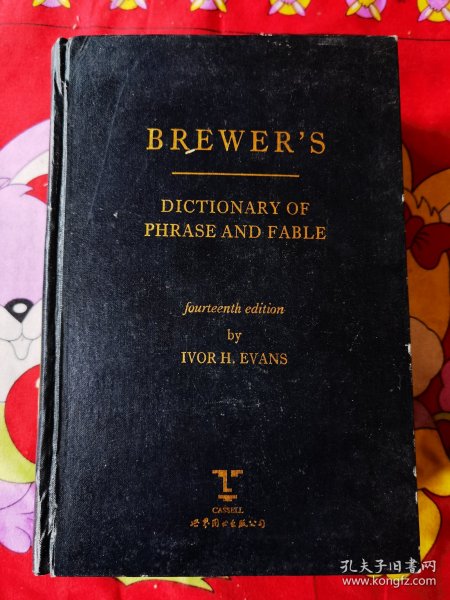 BREWER'S
DICTIONARY OF
PHRASE AND FABLE
fourteenth edition
by
IVOR H. EVANS
CASSELL
世界图书出版公司
孔夫子旧书网
www.kongfz.com